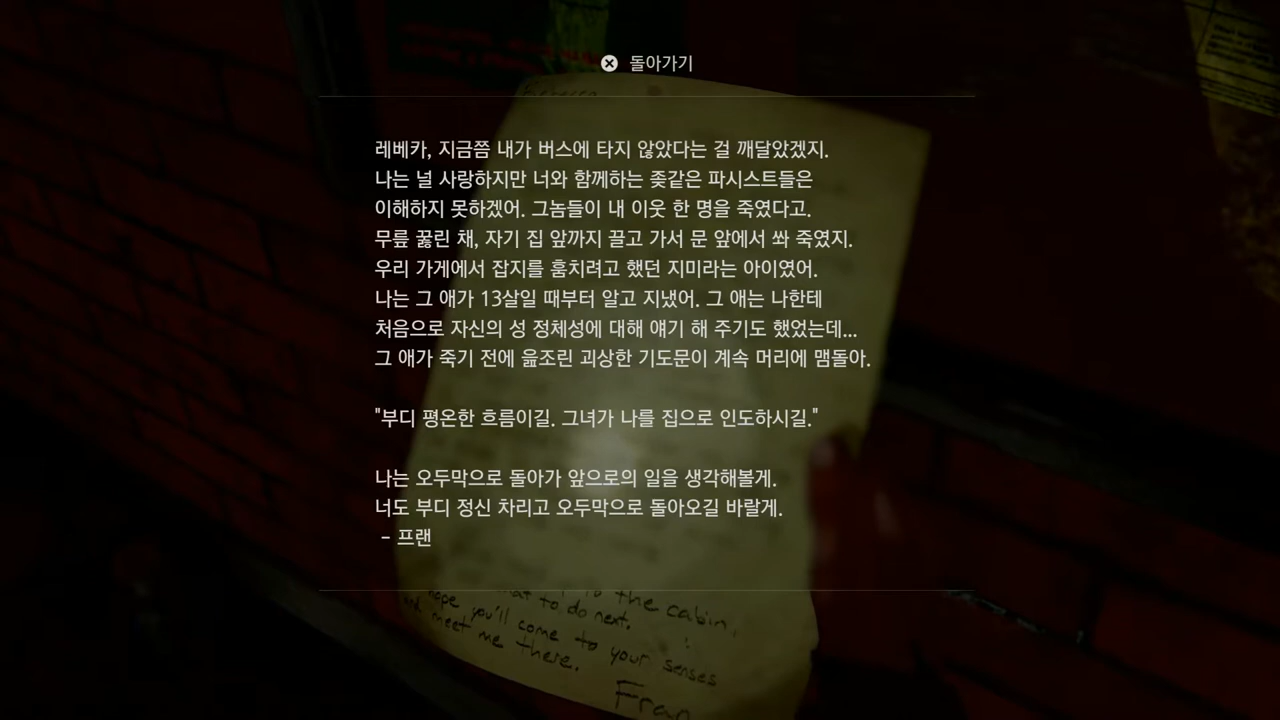 돌아가기
레베카, 지금쯤 내가 버스에 타지 않았다는 걸 깨달았겠지.
나는 널 사랑하지만 너와 함께하는 좆같은 파시스트들은
이해하지 못하겠어. 그놈들이 내 이웃 한 명을 죽였다고.
무릎 꿇린 채, 자기 집 앞까지 끌고 가서 문 앞에서 쏴 죽였지.
우리 가게에서 잡지를 훔치려고 했던 지미라는 아이였어.
나는 그 애가 13살일 때부터 알고 지냈어. 그 애는 나한테
처음으로 자신의 성 정체성에 대해 얘기 해 주기도 했었는데...
그 애가 죽기 전에 읊조린 괴상한 기도문이 계속 머리에 맴돌아.
"부디 평온한 흐름이길. 그녀가 나를 집으로 인도하시길."
나는 오두막으로 돌아가 앞으로의 일을 생각해볼게.
너도 부디 정신 차리고 오두막으로 돌아오길 바랄게.
– 프랜
to the cabin,
what to do next.
hope you'll come to your senses
and meet me there.
Fran